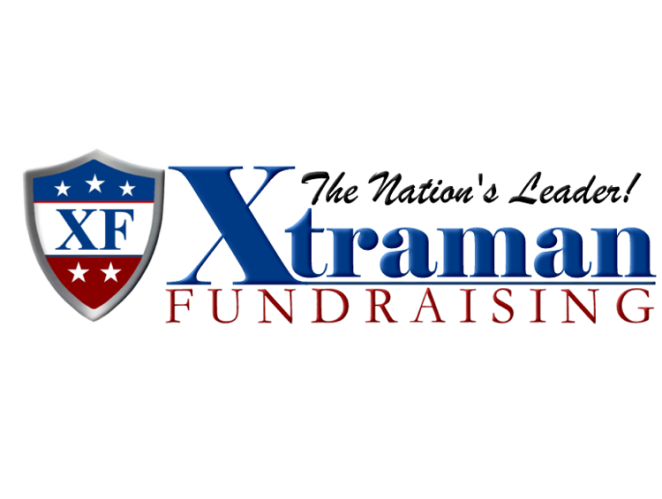 XF
The Nation's Leader!
Xtraman
FUNDRAISING